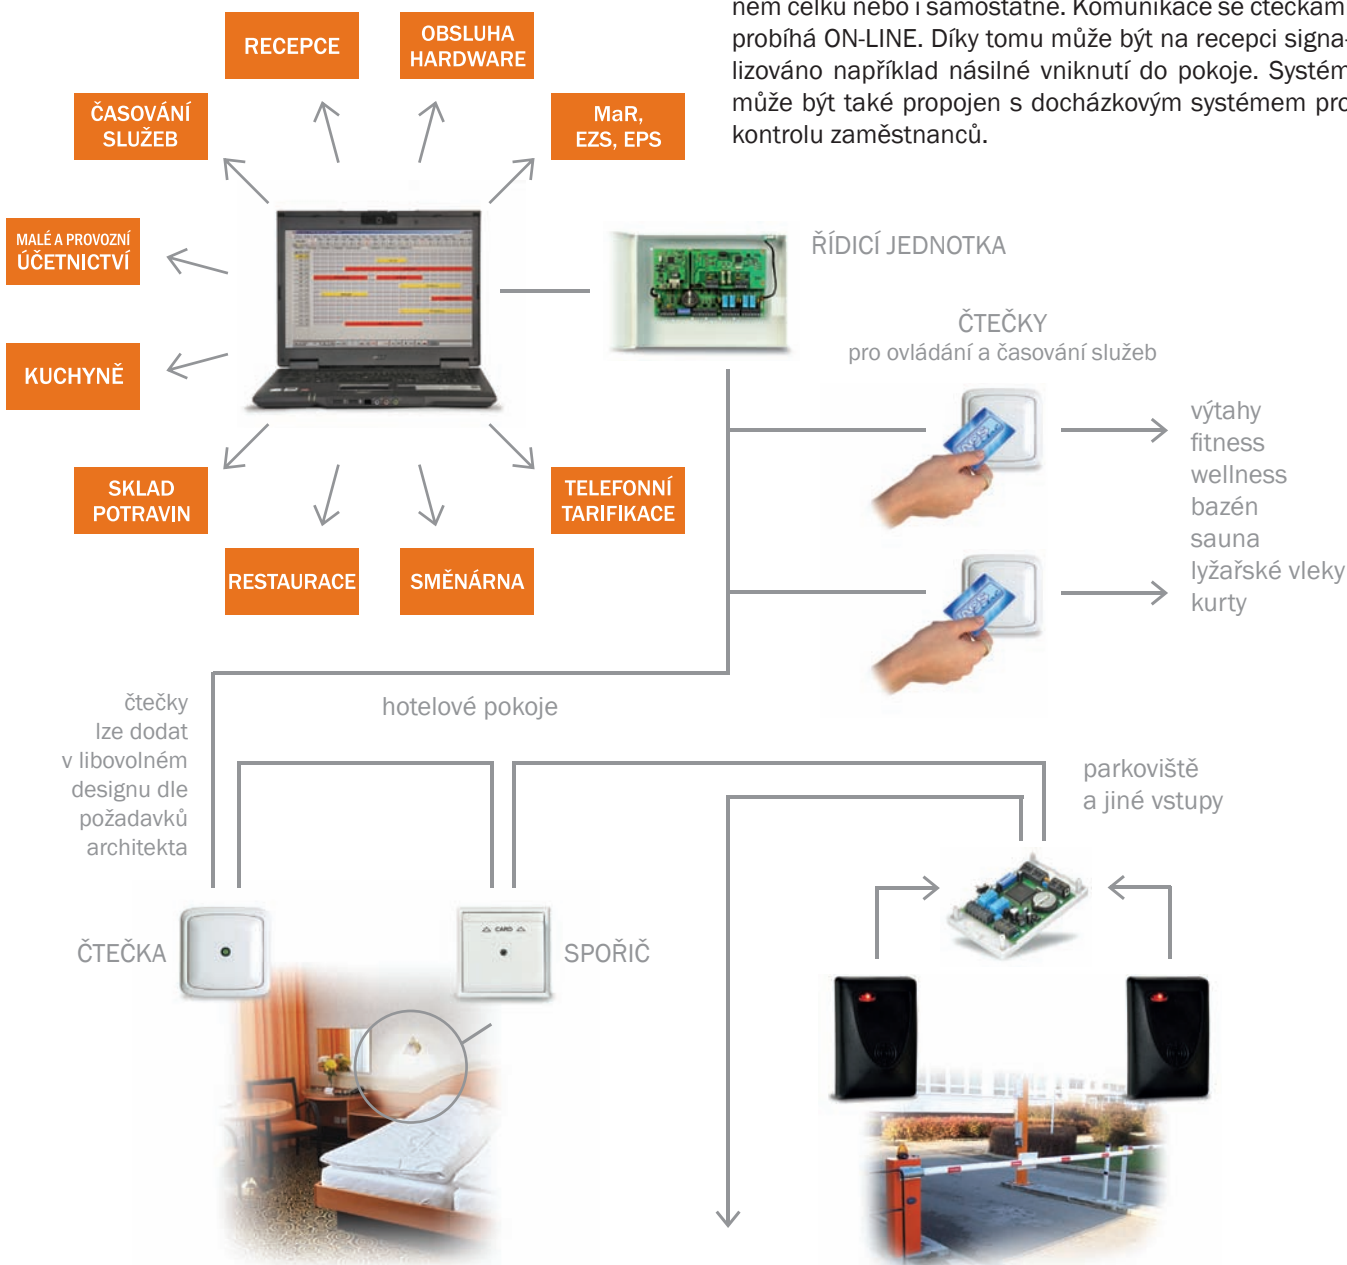 ném celku nebo i samostatně. Komunikace se čtečkami
probíhá ON-LINE. Díky tomu může být na recepci signa-
lizováno například násilné vniknutí do pokoje. Systém
může být také propojen s docházkovým systémem pro
kontrolu zaměstnanců.
RECEPCE
OBSLUHA
HARDWARE
ČASOVÁNÍ
SLUŽEB
MaR,
EZS, EPS
MALÉ A PROVOZNÍ
ÚČETNICTVÍ
KUCHYNĚ
SKLAD
POTRAVIN
RESTAURACE
SMĚNÁRNA
TELEFONNÍ
TARIFIKACE
ŘÍDICÍ JEDNOTKA
ČTEČKY
pro ovládání a časování služeb
výtahy
fitness
wellness
bazén
sauna
lyžařské vleky
kurty
čtečky
lze dodat
v libovolném
designu dle
požadavků
architekta
hotelové pokoje
parkoviště
a jiné vstupy
ČTEČKA
CARD
SPOŘIČ